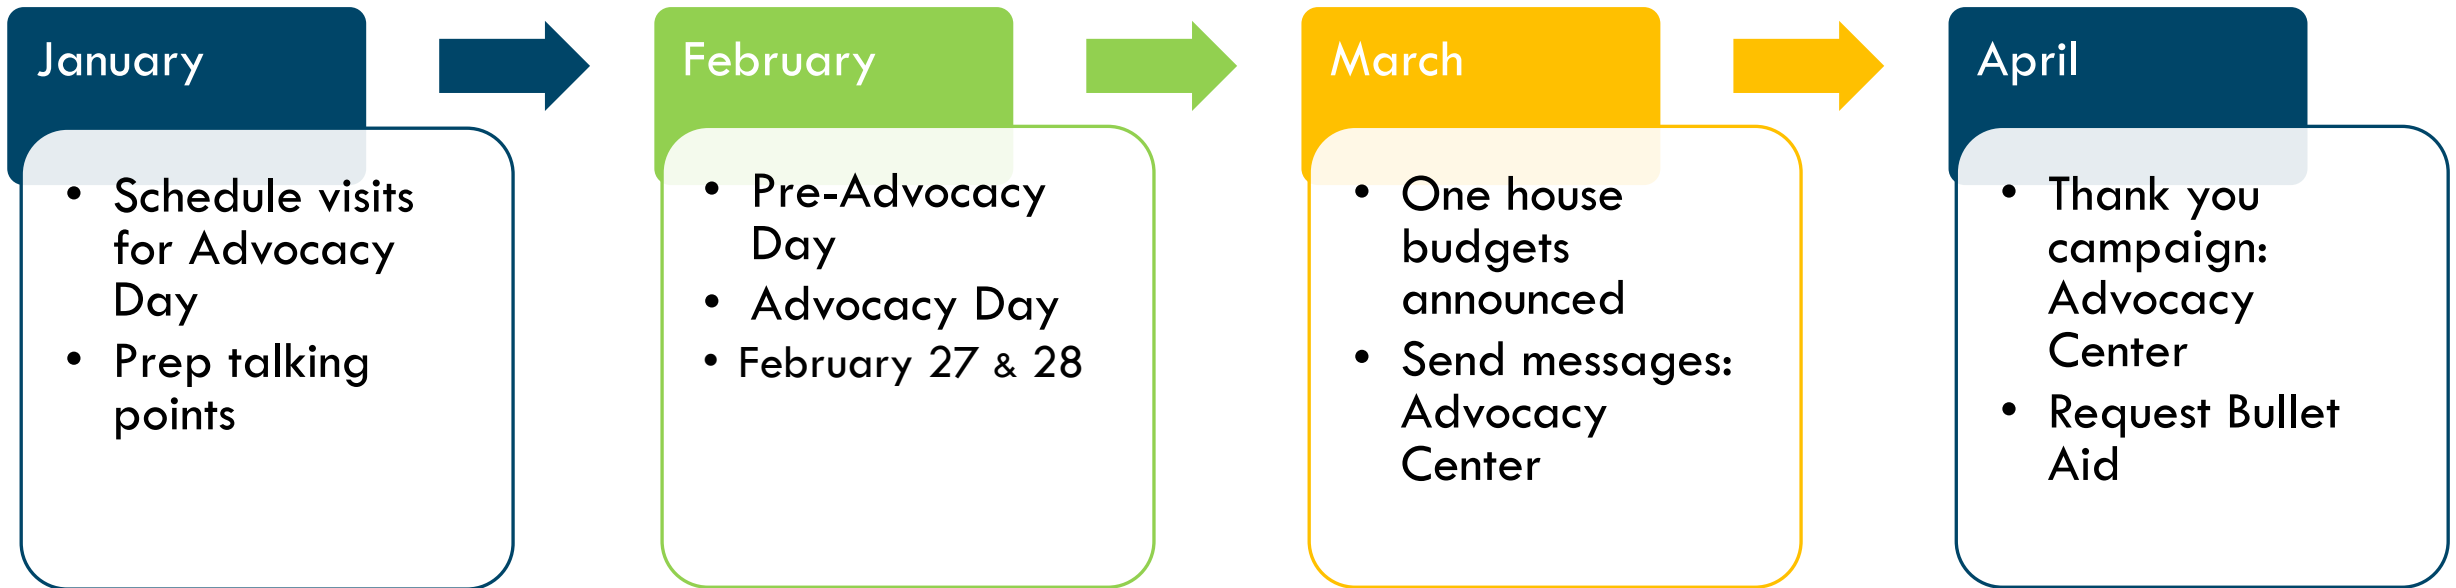 January
• Schedule visits
for Advocacy
Day
• Prep talking
points
February
• Pre-Advocacy
Day
• Advocacy Day
• February 27 & 28
March
• One house
budgets
announced
• Send messages:
Advocacy
Center
April
• Thank you
campaign:
Advocacy
Center
• Request Bullet
Aid